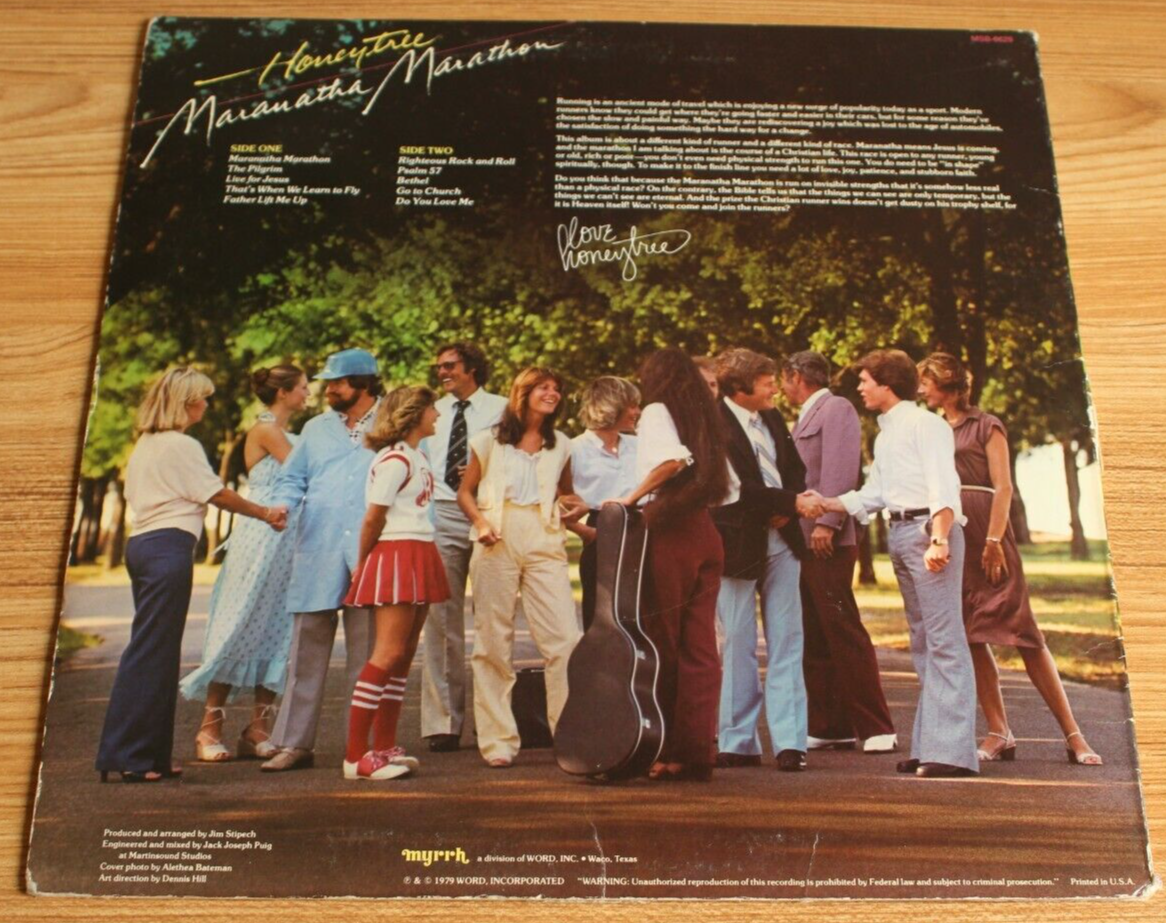 Honeytree
Maranatha Marathon
MSB-6629
SIDE ONE
Maranatha Marathon
The Pilgrim
Live for Jesus
That's When We Learn to Fly
Father Lift Me Up
SIDE TWO
Righteous Rock and Roll
Psalm 57
Bethel
Go to Church
Do You Love Me
Running is an ancient mode of travel which is enjoying a new surge of popularity today as a sport. Modern
runners know they could get where they're going faster and easier in their cars, but for some reason they've
chosen the slow and painful way. Maybe they are rediscovering a joy which was lost to the age of automobiles,
the satisfaction of doing something the hard way for a change.
This album is about a different kind of runner and a different kind of race. Maranatha means Jesus is coming,
and the marathon I am talking about is the course of a Christian life. This race is open to any runner, young
or old, rich or poor—you don't even need physical strength to run this one. You do need to be "in shape"
spiritually, though. To make it to the finish line you need a lot of love, joy, patience, and stubborn faith.
Do you think that because the Maranatha Marathon is run on invisible strengths that it's somehow less real
than a physical race? On the contrary, the Bible tells us that the things we can see are only temporary, but the
things we can't see are eternal. And the prize the Christian runner wins doesn't get dusty on his trophy shelf, for
it is Heaven itself! Won't you come and join the runners?
love
honeytree
Produced and arranged by Jim Stipech
Engineered and mixed by Jack Joseph Puig
at Martinsound Studios
Cover photo by Alethea Bateman
Art direction by Dennis Hill
myrrh a division of WORD, INC. • Waco, Texas
℗ & © 1979 WORD, INCORPORATED "WARNING: Unauthorized reproduction of this recording is prohibited by Federal law and subject to criminal prosecution." Printed in U.S.A.